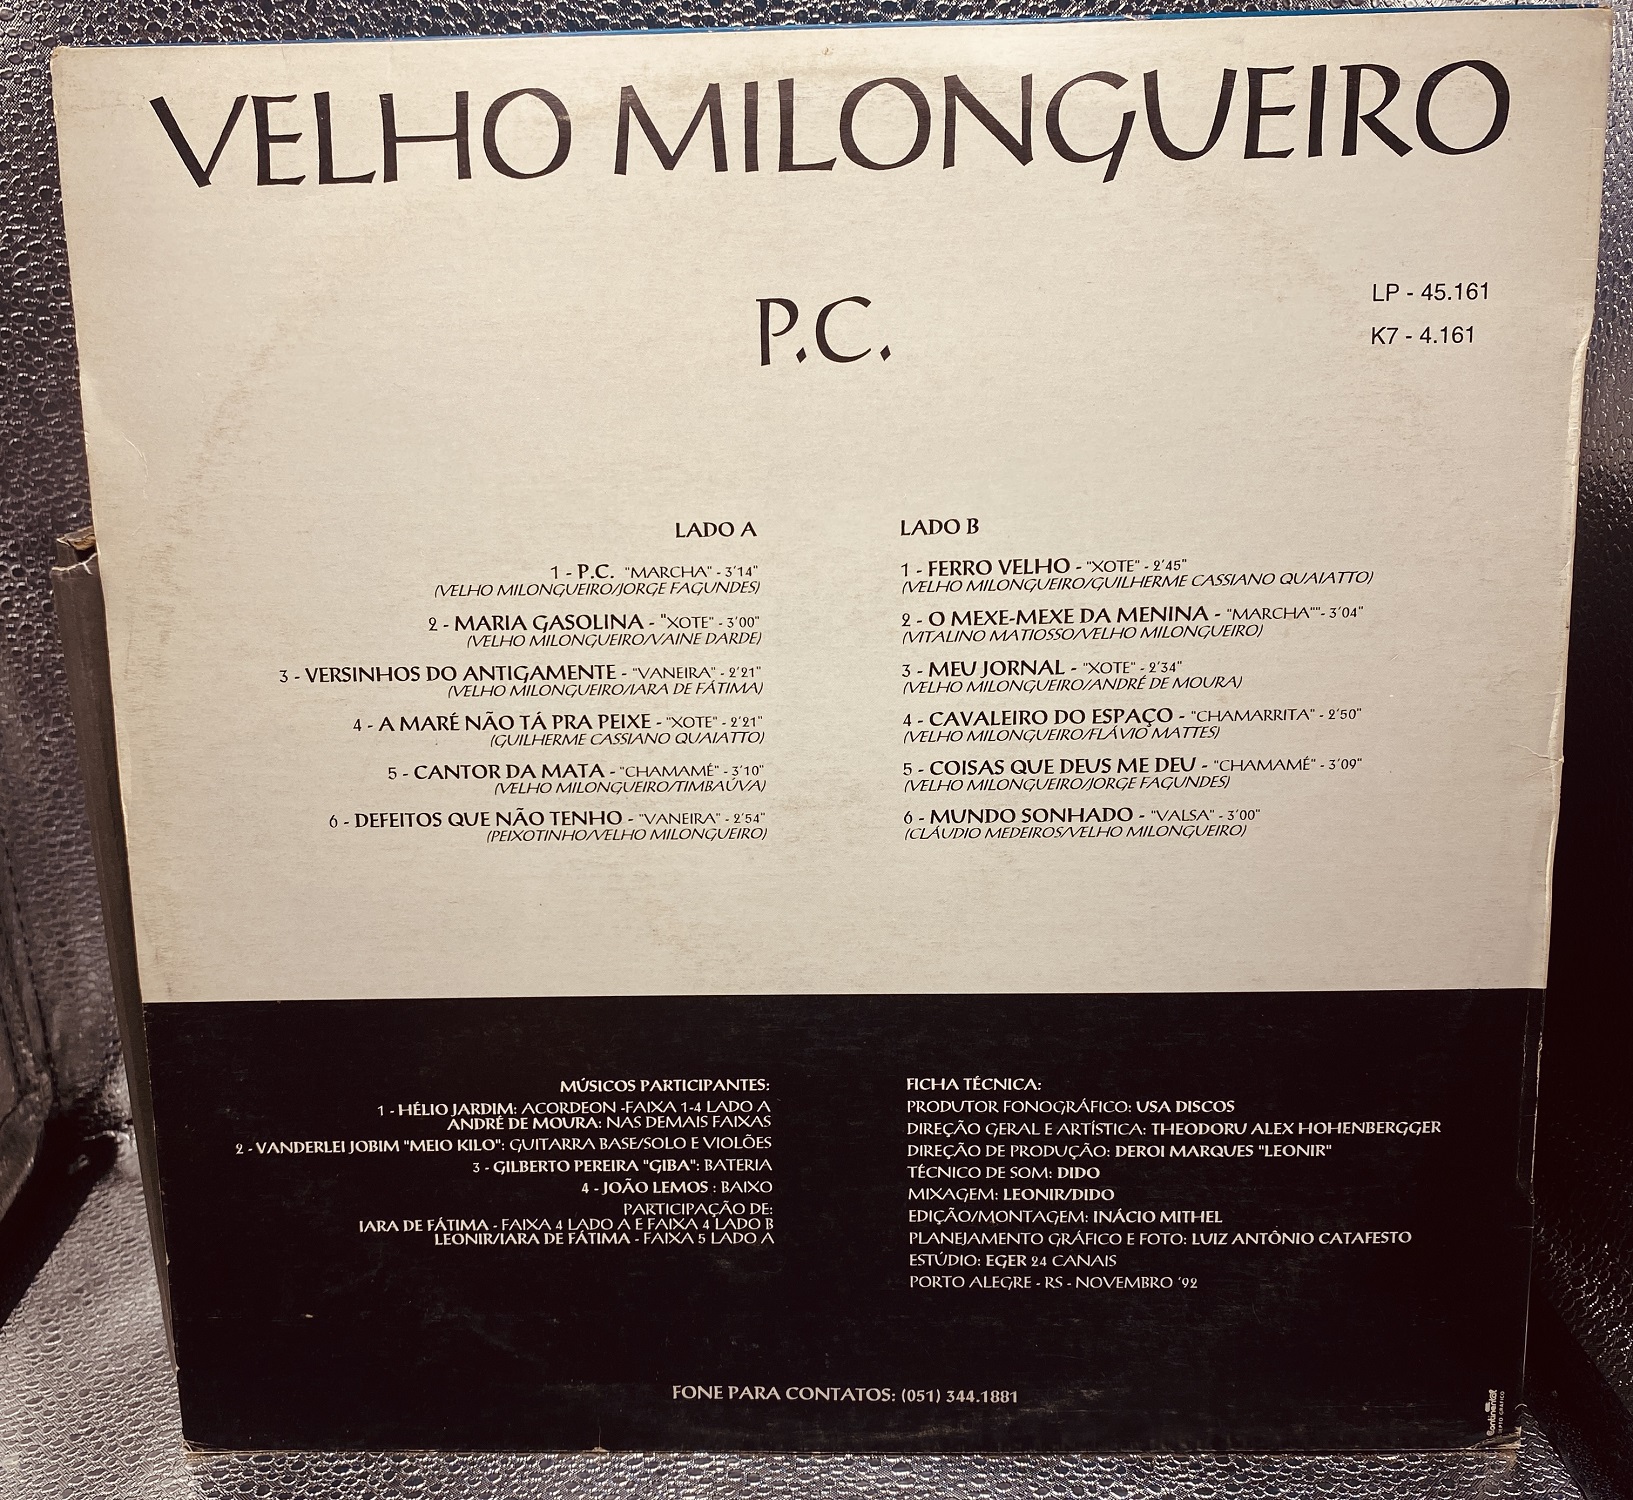 VELHO MILONGUEIRO
P.C.
LP - 45.161
K7 - 4.161
LADO A
1 - P.C. "MARCHA" - 3'14"
(VELHO MILONGUEIRO/JORGE FAGUNDES)
2 - MARIA GASOLINA - "XOTE" - 3'00"
(VELHO MILONGUEIRO/VAINE DARDE)
3 - VERSINHOS DO ANTIGAMENTE - "VANEIRA" - 2'21"
(VELHO MILONGUEIRO/IARA DE FÁTIMA)
4 - A MARÉ NÃO TÁ PRA PEIXE - "XOTE" - 2'21"
(GUILHERME CASSIANO QUAIATTO)
5 - CANTOR DA MATA - "CHAMAMÉ" - 3'10"
(VELHO MILONGUEIRO/TIMBAÚVA)
6 - DEFEITOS QUE NÃO TENHO - "VANEIRA" - 2'54"
(PEIXOTINHO/VELHO MILONGUEIRO)
LADO B
1 - FERRO VELHO - "XOTE" - 2'45"
(VELHO MILONGUEIRO/GUILHERME CASSIANO QUAIATTO)
2 - O MEXE-MEXE DA MENINA - "MARCHA""- 3'04"
(VITALINO MATIOSSO/VELHO MILONGUEIRO)
3 - MEU JORNAL - "XOTE" - 2'34"
(VELHO MILONGUEIRO/ANDRÉ DE MOURA)
4 - CAVALEIRO DO ESPAÇO - "CHAMARRITA" - 2'50"
(VELHO MILONGUEIRO/FLÁVIO MATTES)
5 - COISAS QUE DEUS ME DEU - "CHAMAMÉ" - 3'09"
(VELHO MILONGUEIRO/JORGE FAGUNDES)
6 - MUNDO SONHADO - "VALSA" - 3'00"
(CLÁUDIO MEDEIROS/VELHO MILONGUEIRO)
MÚSICOS PARTICIPANTES:
1 - HÉLIO JARDIM: ACORDEON -FAIXA 1-4 LADO A
ANDRÉ DE MOURA: NAS DEMAIS FAIXAS
2 - VANDERLEI JOBIM "MEIO KILO": GUITARRA BASE/SOLO E VIOLÕES
3 - GILBERTO PEREIRA "GIBA": BATERIA
4 - JOÃO LEMOS : BAIXO
PARTICIPAÇÃO DE:
IARA DE FÁTIMA - FAIXA 4 LADO A E FAIXA 4 LADO B
LEONIR/IARA DE FÁTIMA - FAIXA 5 LADO A
FICHA TÉCNICA:
PRODUTOR FONOGRÁFICO: USA DISCOS
DIREÇÃO GERAL E ARTÍSTICA: THEODORU ALEX HOHENBERGGER
DIREÇÃO DE PRODUÇÃO: DEROI MARQUES "LEONIR"
TÉCNICO DE SOM: DIDO
MIXAGEM: LEONIR/DIDO
EDIÇÃO/MONTAGEM: INÁCIO MITHEL
PLANEJAMENTO GRÁFICO E FOTO: LUIZ ANTÔNIO CATAFESTO
ESTÚDIO: EGER 24 CANAIS
PORTO ALEGRE - RS - NOVEMBRO '92
FONE PARA CONTATOS: (051) 344.1881
Continental
DPTO GRÁFICO